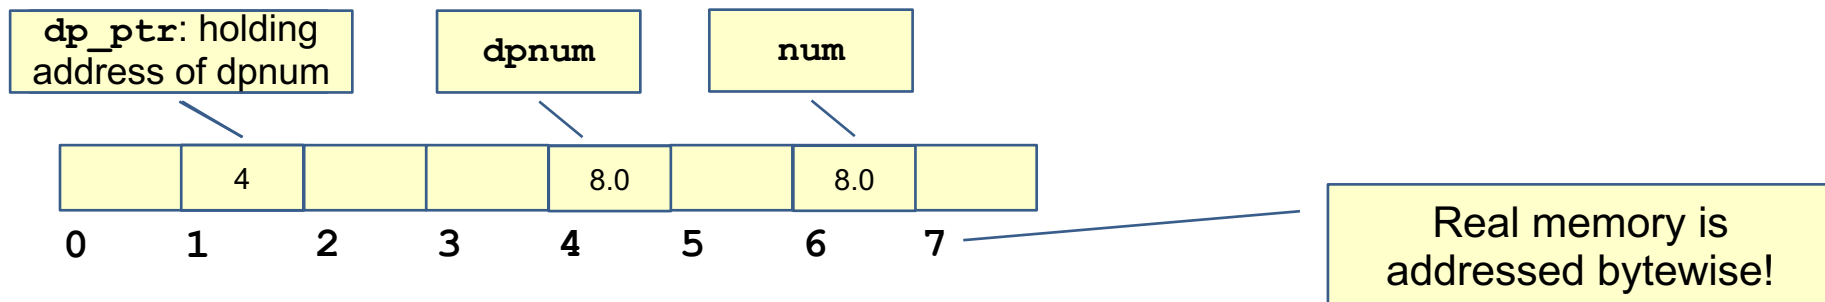 dp_ptr: holding
address of dpnum
dpnum
num
4 8.0 8.0
0 1 2 3 4 5 6 7
Real memory is
addressed bytewise!